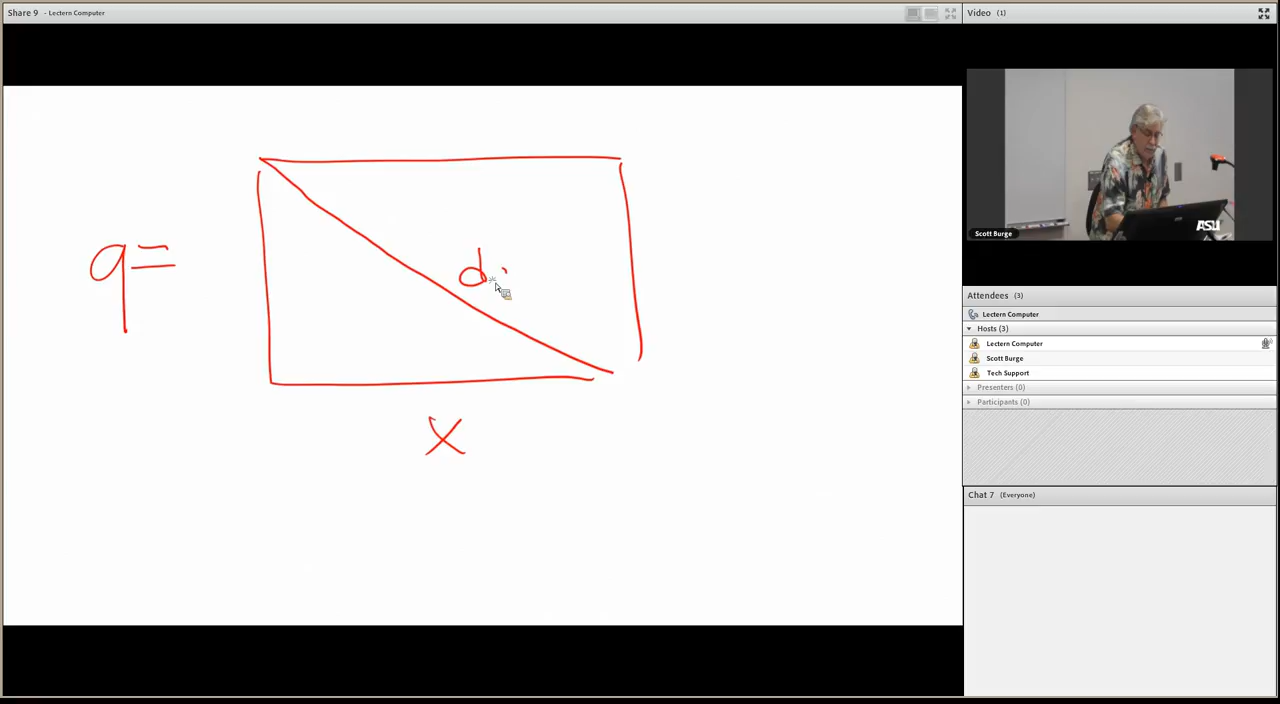 Share 9 - Lectern Computer
Video (1)
ASU
Scott Burge
Attendees (3)
Lectern Computer
Hosts (3)
Lectern Computer
Scott Burge
Tech Support
Presenters (0)
Participants (0)
Chat 7 (Everyone)
q=
d
x